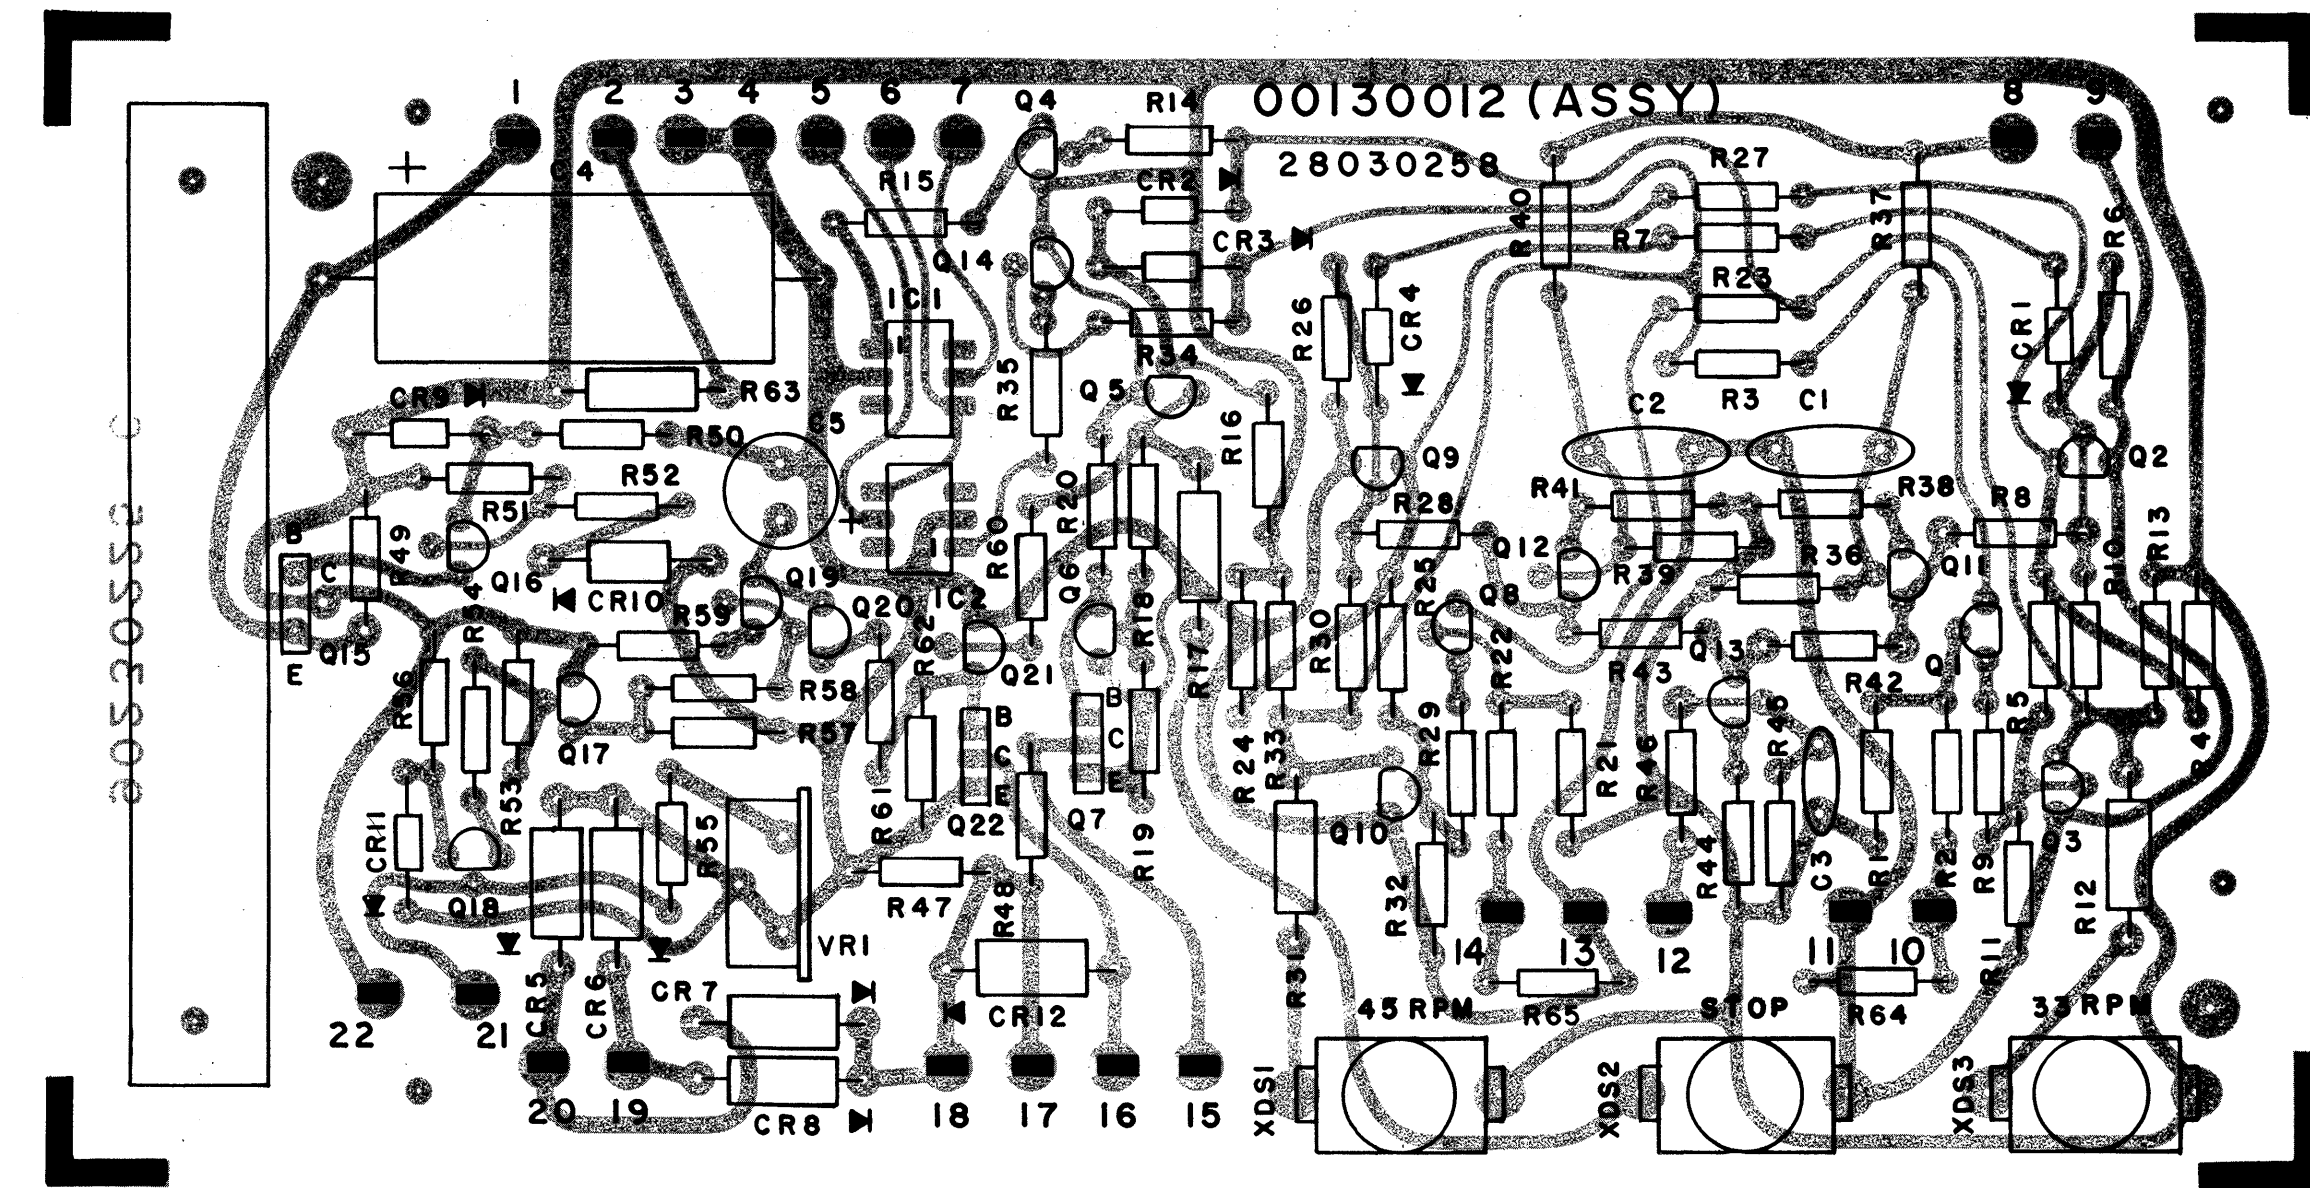 1 2 3 4 5 6 7 Q4 R14 00130012 (ASSY) 8 9
+ C4 R15 CR2 28030258 R27
Q14 CR3 R40 R7 R37 R6
IC1 1 R23
R26 CR4 CR1
CR9 R63 R35 Q5 R34 C2 R3 C1
R50 C5 R16 Q9 Q2
R52 R41 R38
R51 + R20 R28 R8 R13
B R49 Q16 1 R60 Q12 R36 Q11 R10
C R54 CR10 R59 Q19 Q20 IC2 Q6 R18 R25 Q8 R39
Q15 R62 Q21 R17 R30 R22 R43 Q13 Q1
E R56 R58 B B R42 R5
Q17 R57 C C R24 R33 R29 R21 R46 R45 R4
R53 E E
CR11 R55 R61 Q22 Q7 R19 Q10 R44 C3 R1 R2 R9 Q3
Q18 R47 R48 R32 R12
VR1 14 13 12 11 10 R11
22 21 CR5 CR6 CR7 CR12 R31 45 RPM R65 STOP R64 33 RPM
20 19 CR8 18 17 16 15 XDS1 XDS2 XDS3